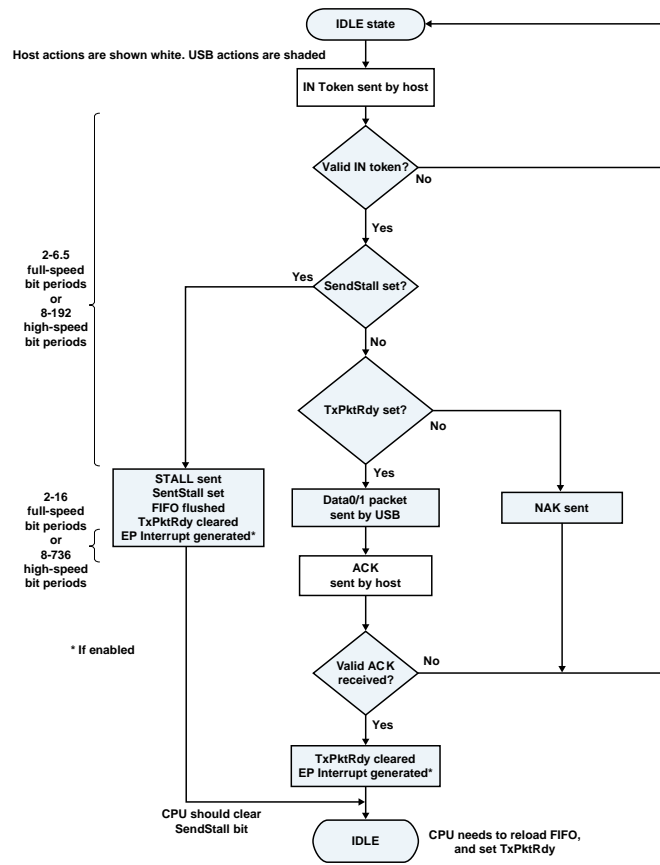 IDLE state
Host actions are shown white. USB actions are shaded
IN Token sent by host
Valid IN token?
No
Yes
2-6.5
full-speed
bit periods
or
8-192
high-speed
bit periods
Yes
SendStall set?
No
TxPktRdy set?
No
Yes
STALL sent
SentStall set
FIFO flushed
TxPktRdy cleared
EP Interrupt generated*
2-16
full-speed
bit periods
or
8-736
high-speed
bit periods
Data0/1 packet
sent by USB
NAK sent
ACK
sent by host
* If enabled
Valid ACK
received?
No
Yes
TxPktRdy cleared
EP Interrupt generated*
CPU should clear
SendStall bit
IDLE
CPU needs to reload FIFO,
and set TxPktRdy